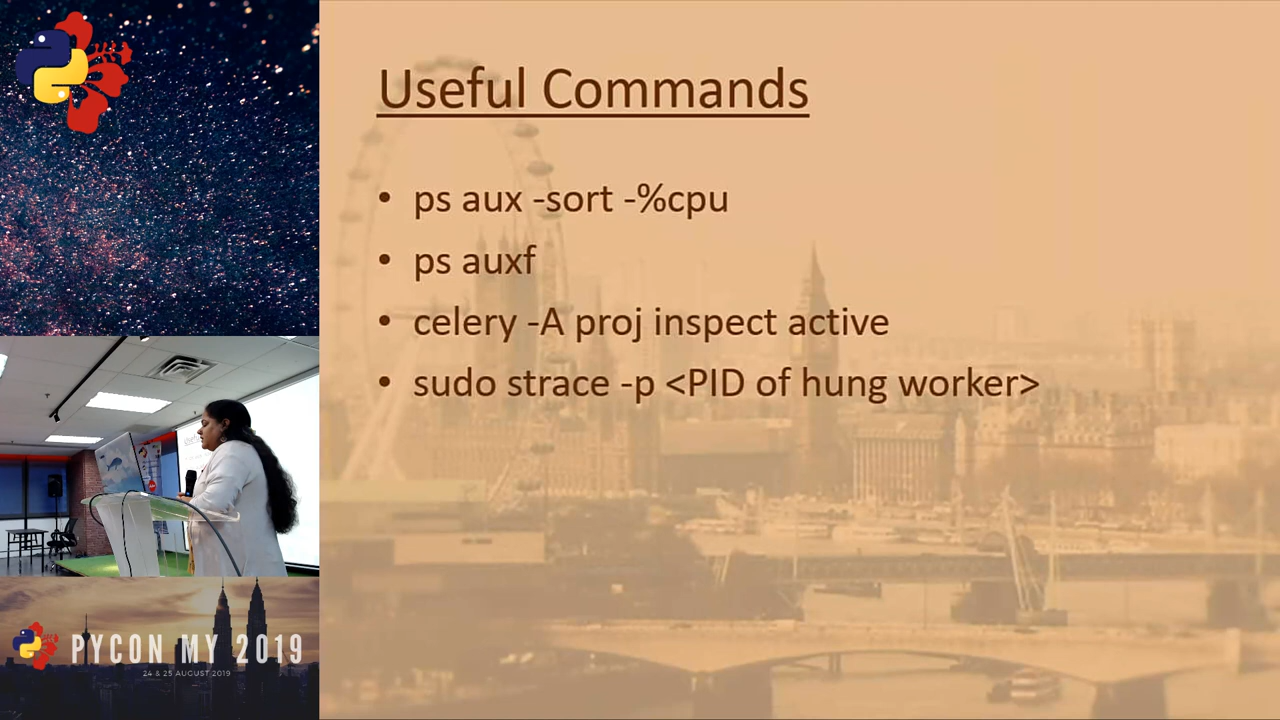 Useful Commands
• ps aux -sort -%cpu
• ps auxf
• celery -A proj inspect active
• sudo strace -p <PID of hung worker>
PYCON MY 2019
24 & 25 AUGUST 2019